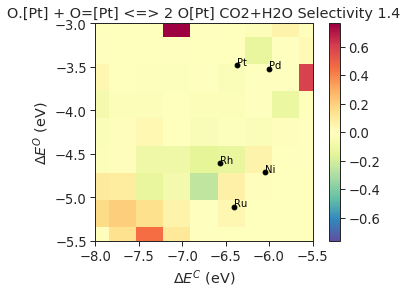 O.[Pt] + O=[Pt] <=> 2 O[Pt] CO2+H2O Selectivity 1.4
−3.0
−3.5
−4.0
−4.5
−5.0
−5.5
ΔE^O (eV)
Pt
Pd
Rh
Ni
Ru
−8.0 −7.5 −7.0 −6.5 −6.0 −5.5
ΔE^C (eV)
0.6
0.4
0.2
0.0
−0.2
−0.4
−0.6